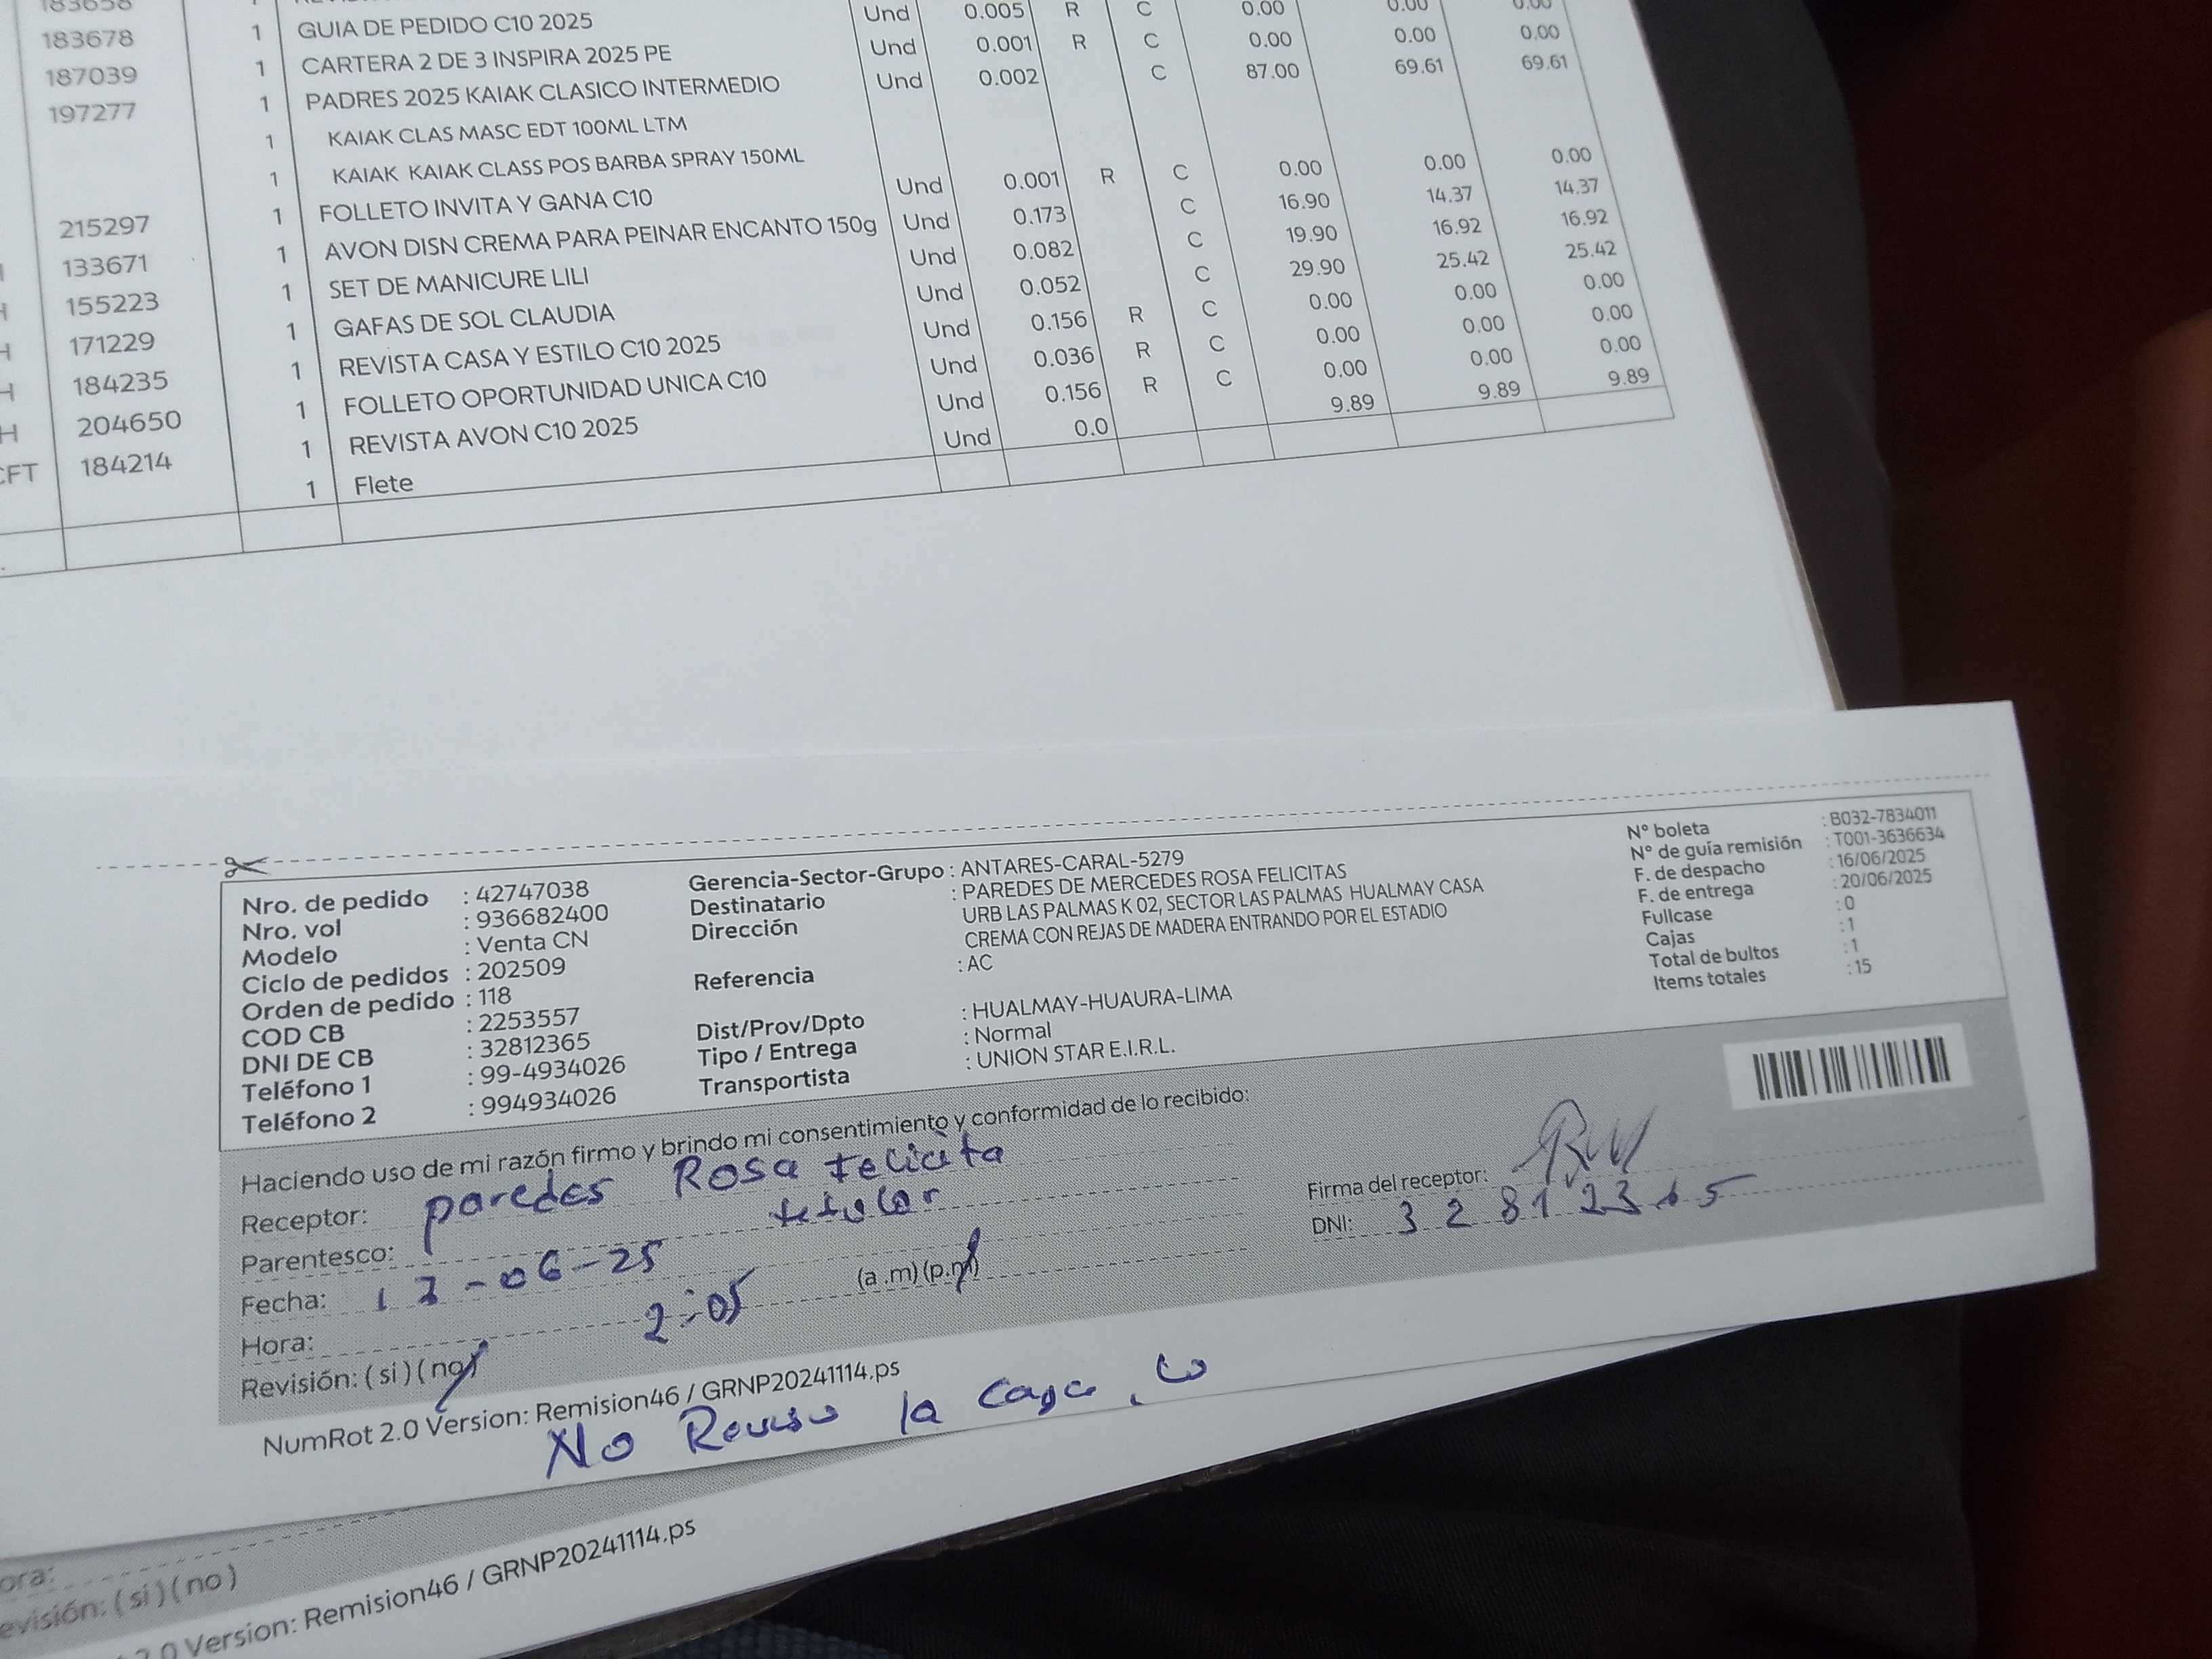 183658
183678 1 GUIA DE PEDIDO C10 2025 Und 0.005 R C 0.00 0.00 0.00
187039 1 CARTERA 2 DE 3 INSPIRA 2025 PE Und 0.001 R C 0.00 0.00 0.00
197277 1 PADRES 2025 KAIAK CLASICO INTERMEDIO Und 0.002 C 87.00 69.61 69.61
1 KAIAK CLAS MASC EDT 100ML LTM
1 KAIAK KAIAK CLASS POS BARBA SPRAY 150ML
215297 1 FOLLETO INVITA Y GANA C10 Und 0.001 R C 0.00 0.00 0.00
133671 1 AVON DISN CREMA PARA PEINAR ENCANTO 150g Und 0.173 C 16.90 14.37 14.37
H 155223 1 SET DE MANICURE LILI Und 0.082 C 19.90 16.92 16.92
H 171229 1 GAFAS DE SOL CLAUDIA Und 0.052 C 29.90 25.42 25.42
H 184235 1 REVISTA CASA Y ESTILO C10 2025 Und 0.156 R C 0.00 0.00 0.00
H 204650 1 FOLLETO OPORTUNIDAD UNICA C10 Und 0.036 R C 0.00 0.00 0.00
CFT 184214 1 REVISTA AVON C10 2025 Und 0.156 R C 0.00 0.00 0.00
1 Flete Und 0.0 9.89 9.89 9.89
Nro. de pedido : 42747038
Nro. vol : 936682400
Modelo : Venta CN
Ciclo de pedidos : 202509
Orden de pedido : 118
COD CB : 2253557
DNI DE CB : 32812365
Teléfono 1 : 99-4934026
Teléfono 2 : 994934026
Gerencia-Sector-Grupo : ANTARES-CARAL-5279
Destinatario : PAREDES DE MERCEDES ROSA FELICITAS
Dirección URB LAS PALMAS K 02, SECTOR LAS PALMAS HUALMAY CASA
CREMA CON REJAS DE MADERA ENTRANDO POR EL ESTADIO
Referencia : AC
Dist/Prov/Dpto : HUALMAY-HUAURA-LIMA
Tipo / Entrega : Normal
Transportista : UNION STAR E.I.R.L.
N° boleta : B032-7834011
N° de guía remisión : T001-3636634
F. de despacho : 16/06/2025
F. de entrega : 20/06/2025
Fullcase : 0
Cajas : 1
Total de bultos : 1
Items totales : 15
Haciendo uso de mi razón firmo y brindo mi consentimiento y conformidad de lo recibido:
Receptor: paredes Rosa felicita
Parentesco: titular
Fecha: 17-06-25
Hora: 2:05 (a .m) (p.m)
Revisión: ( si ) ( no )
Firma del receptor:
DNI: 32812365
NumRot 2.0 Version: Remision46 / GRNP20241114.ps
No Reviso la caja
ora:
evisión: ( si ) ( no )
2.0 Version: Remision46 / GRNP20241114.ps